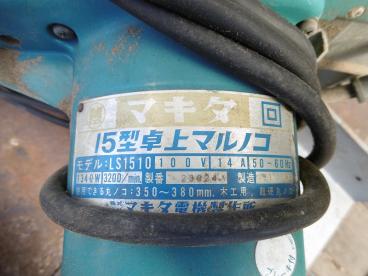 マキタ
15型卓上マルノコ
モデル:LS1510 100V 14A 50-60Hz
1340W 3200/min. 製番 製造
使用できる丸ノコ:350～380mm. 木工用.
マキタ電機製作所